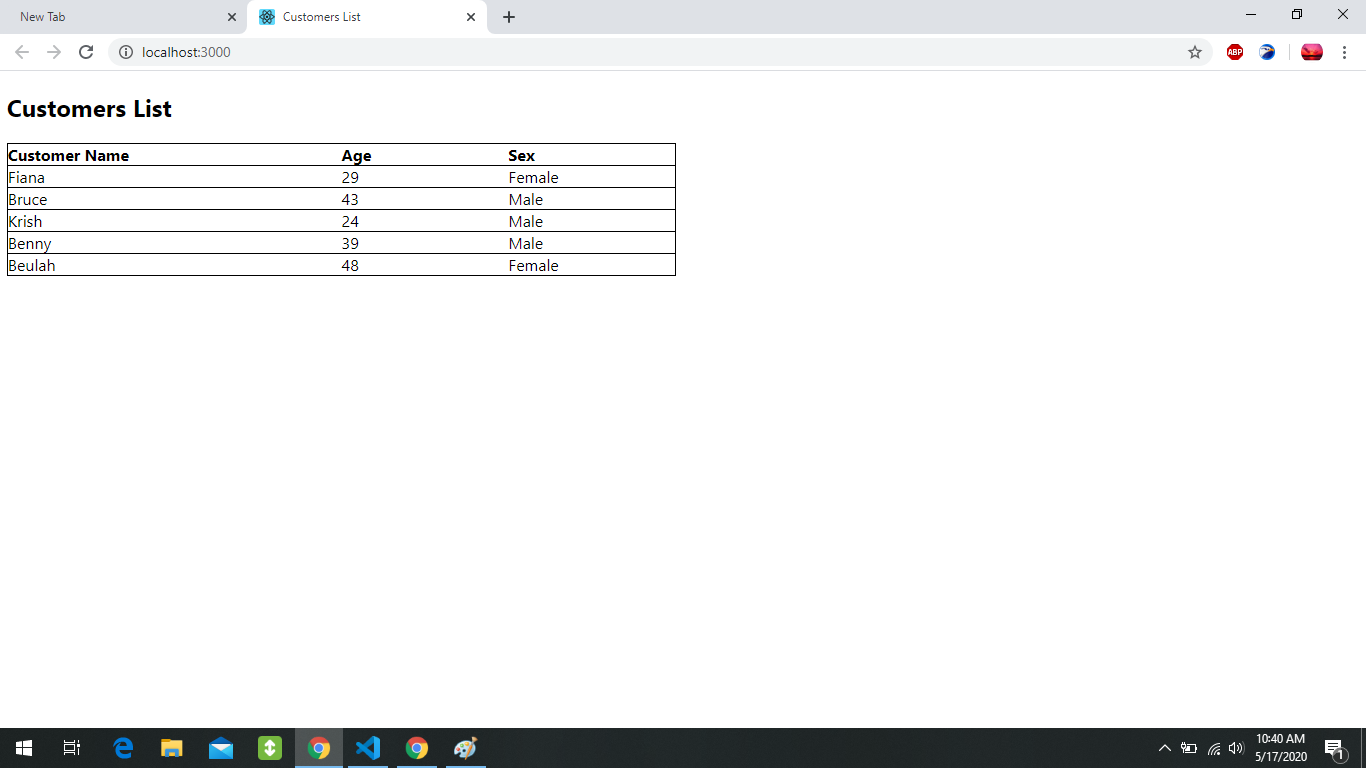 New Tab
Customers List
localhost:3000
ABP
Customers List
Customer Name Age Sex
Fiana 29 Female
Bruce 43 Male
Krish 24 Male
Benny 39 Male
Beulah 48 Female
10:40 AM
5/17/2020
1